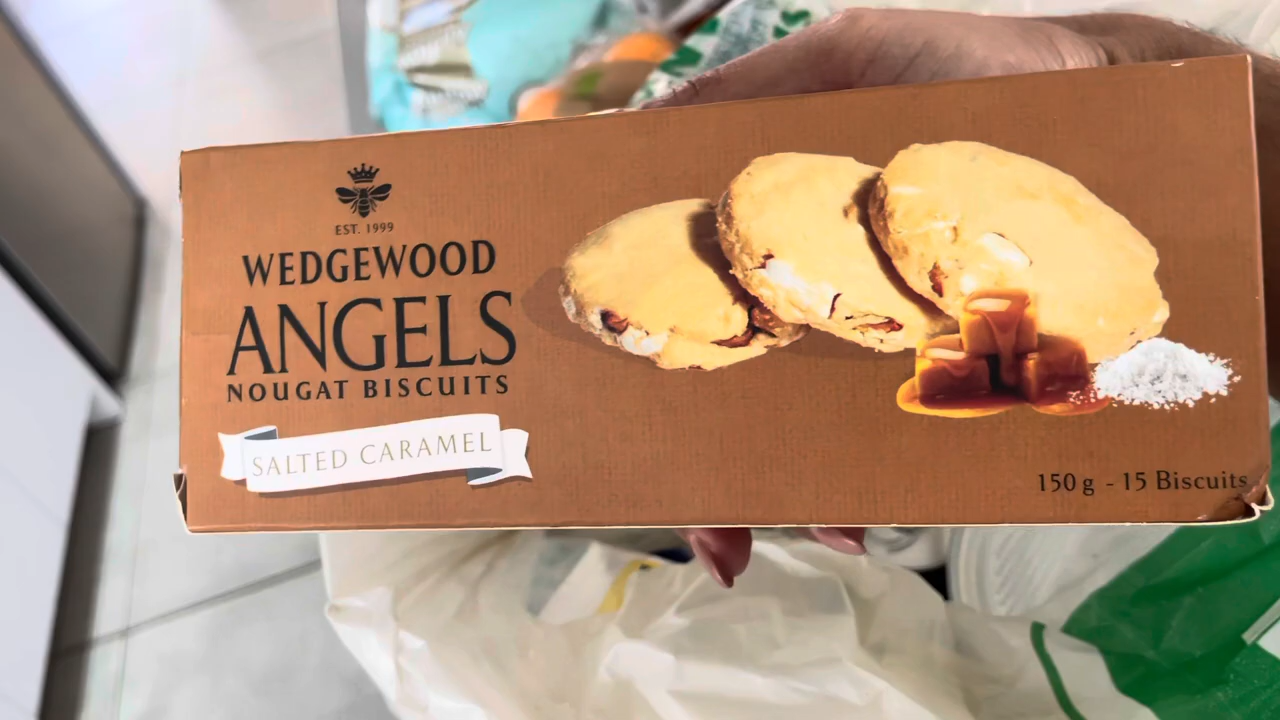 EST. 1999
WEDGEWOOD
ANGELS
NOUGAT BISCUITS
SALTED CARAMEL
150 g - 15 Biscuits